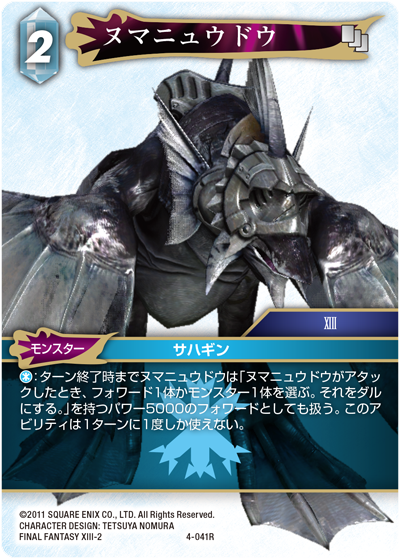 2
ヌマニュウドウ
XIII
モンスター
サハギン
:ターン終了時までヌマニュウドウは「ヌマニュウドウがアタ
ックしたとき、フォワード1体かモンスター1体を選ぶ。それをダル
にする。」を持つパワー5000のフォワードとしても扱う。このア
ビリティは1ターンに1度しか使えない。
©2011 SQUARE ENIX CO., LTD. All Rights Reserved.
CHARACTER DESIGN: TETSUYA NOMURA
FINAL FANTASY XIII-2
4-041R